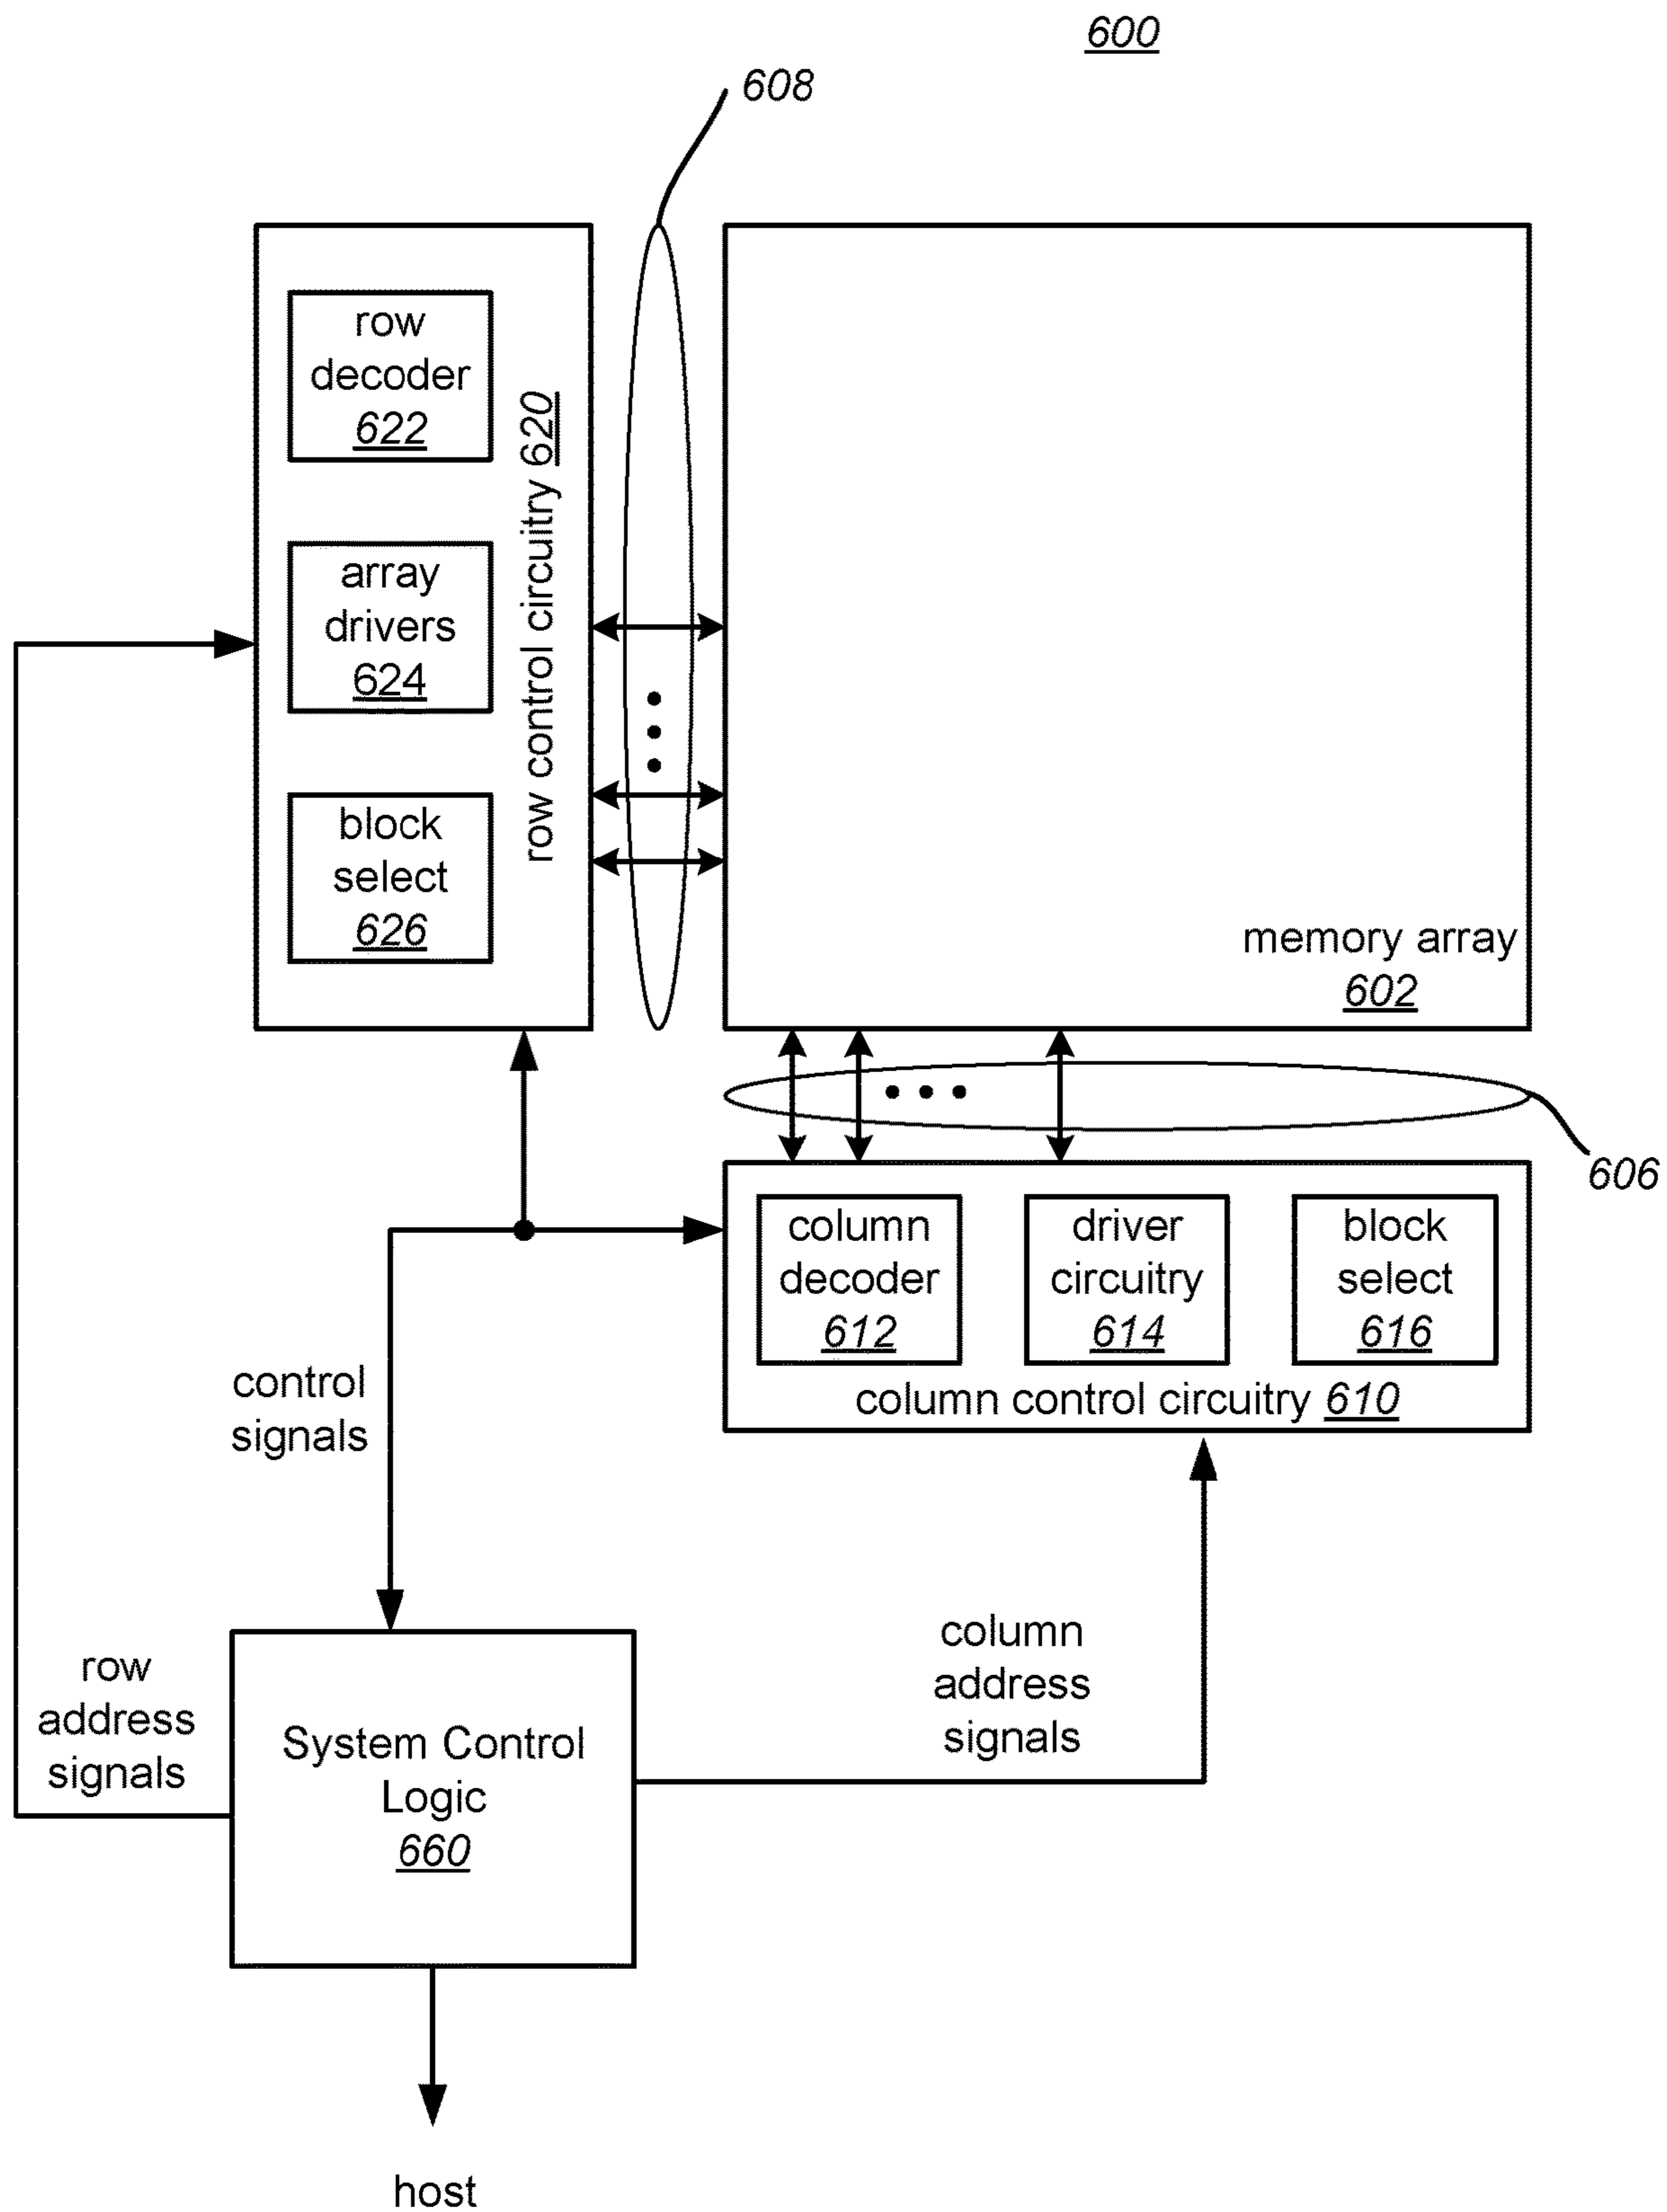 600
608
row
decoder
622
array
drivers
624
block
select
626
row control circuitry 620
memory array
602
606
column
decoder
612
driver
circuitry
614
block
select
616
column control circuitry 610
control
signals
row
address
signals
System Control
Logic
660
column
address
signals
host